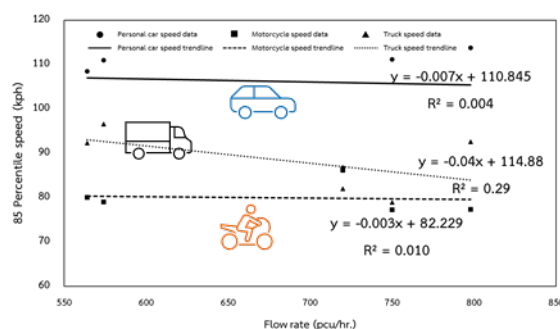 Personal car speed data Motorcycle speed data Truck speed data
Personal car speed trendline Motorcycle speed trendline Truck speed trendline
120
110
100
90
80
70
60
85 Percentile speed (kph)
y = -0.007x + 110.845
R² = 0.004
y = -0.04x + 114.88
R² = 0.29
y = -0.003x + 82.229
R² = 0.010
550 600 650 700 750 800 850
Flow rate (pcu/hr.)